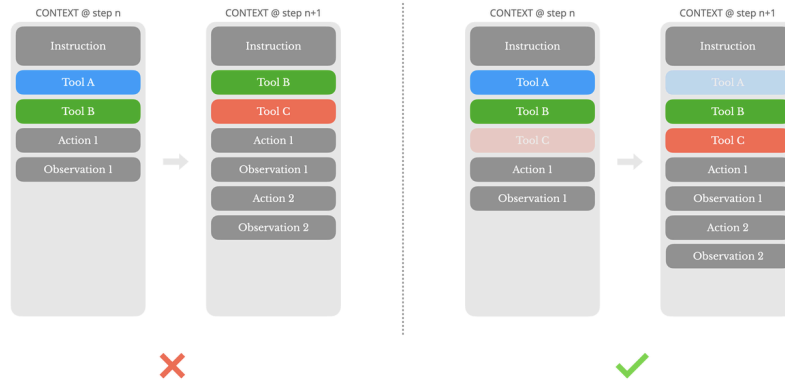 CONTEXT @ step n
Instruction
Tool A
Tool B
Action 1
Observation 1
CONTEXT @ step n+1
Instruction
Tool B
Tool C
Action 1
Observation 1
Action 2
Observation 2
CONTEXT @ step n
Instruction
Tool A
Tool B
Tool C
Action 1
Observation 1
CONTEXT @ step n+1
Instruction
Tool A
Tool B
Tool C
Action 1
Observation 1
Action 2
Observation 2